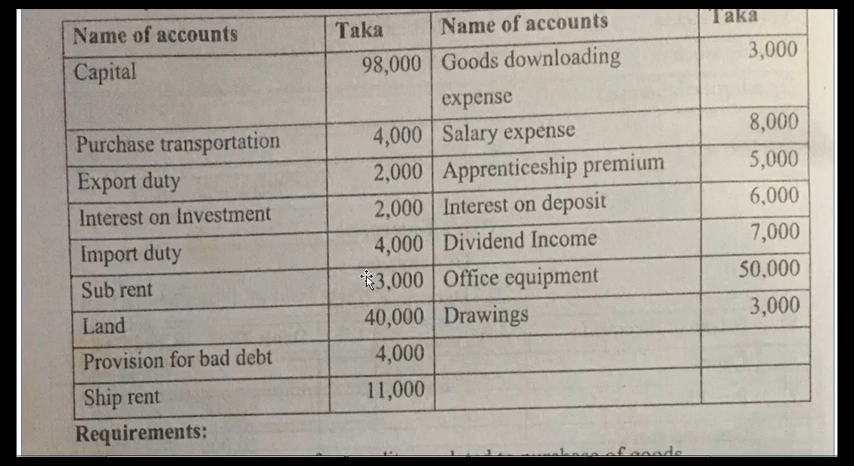 Name of accounts Taka Name of accounts Taka
Capital 98,000 Goods downloading 3,000
expense
Purchase transportation 4,000 Salary expense 8,000
Export duty 2,000 Apprenticeship premium 5,000
Interest on Investment 2,000 Interest on deposit 6,000
Import duty 4,000 Dividend Income 7,000
Sub rent 3,000 Office equipment 50,000
Land 40,000 Drawings 3,000
Provision for bad debt 4,000
Ship rent 11,000
Requirements:
of goods